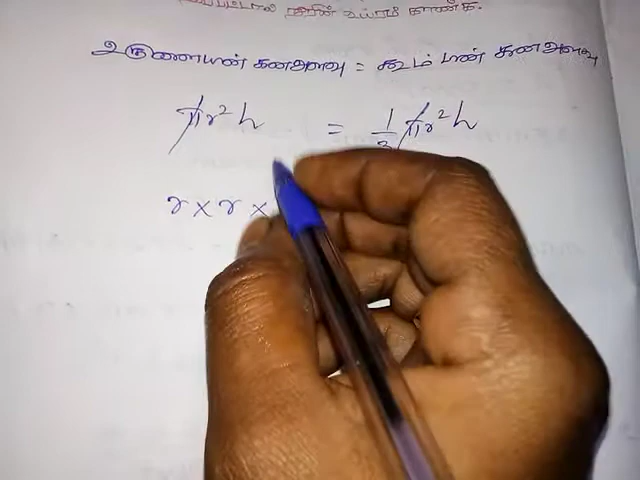 உருளையின் கனஅளவு = கூம்பின் கனஅளவு
πr²h = 1/3 πr²h
r × r ×